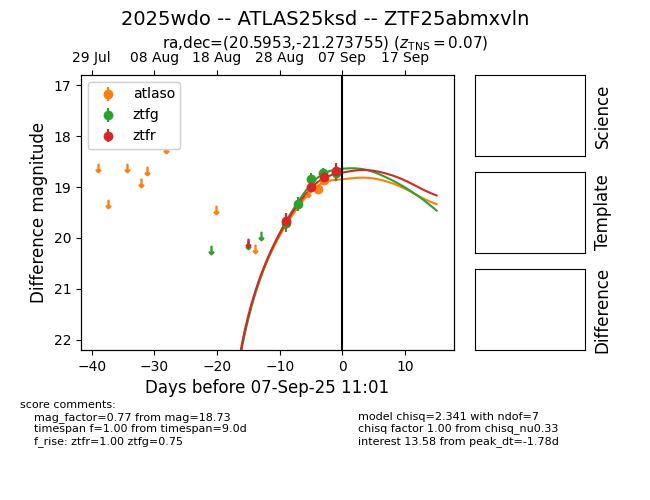 2025wdo -- ATLAS25ksd -- ZTF25abmxvln
ra,dec=(20.5953,-21.273755) (z_TNS = 0.07)
29 Jul 08 Aug 18 Aug 28 Aug 07 Sep 17 Sep
atlaso
ztfg
ztfr
17
18
19
20
21
22
Difference magnitude
−40 −30 −20 −10 0 10
Days before 07-Sep-25 11:01
Science
Template
Difference
score comments:
mag_factor=0.77 from mag=18.73
timespan f=1.00 from timespan=9.0d
f_rise: ztfr=1.00 ztfg=0.75
model chisq=2.341 with ndof=7
chisq factor 1.00 from chisq_nu0.33
interest 13.58 from peak_dt=-1.78d